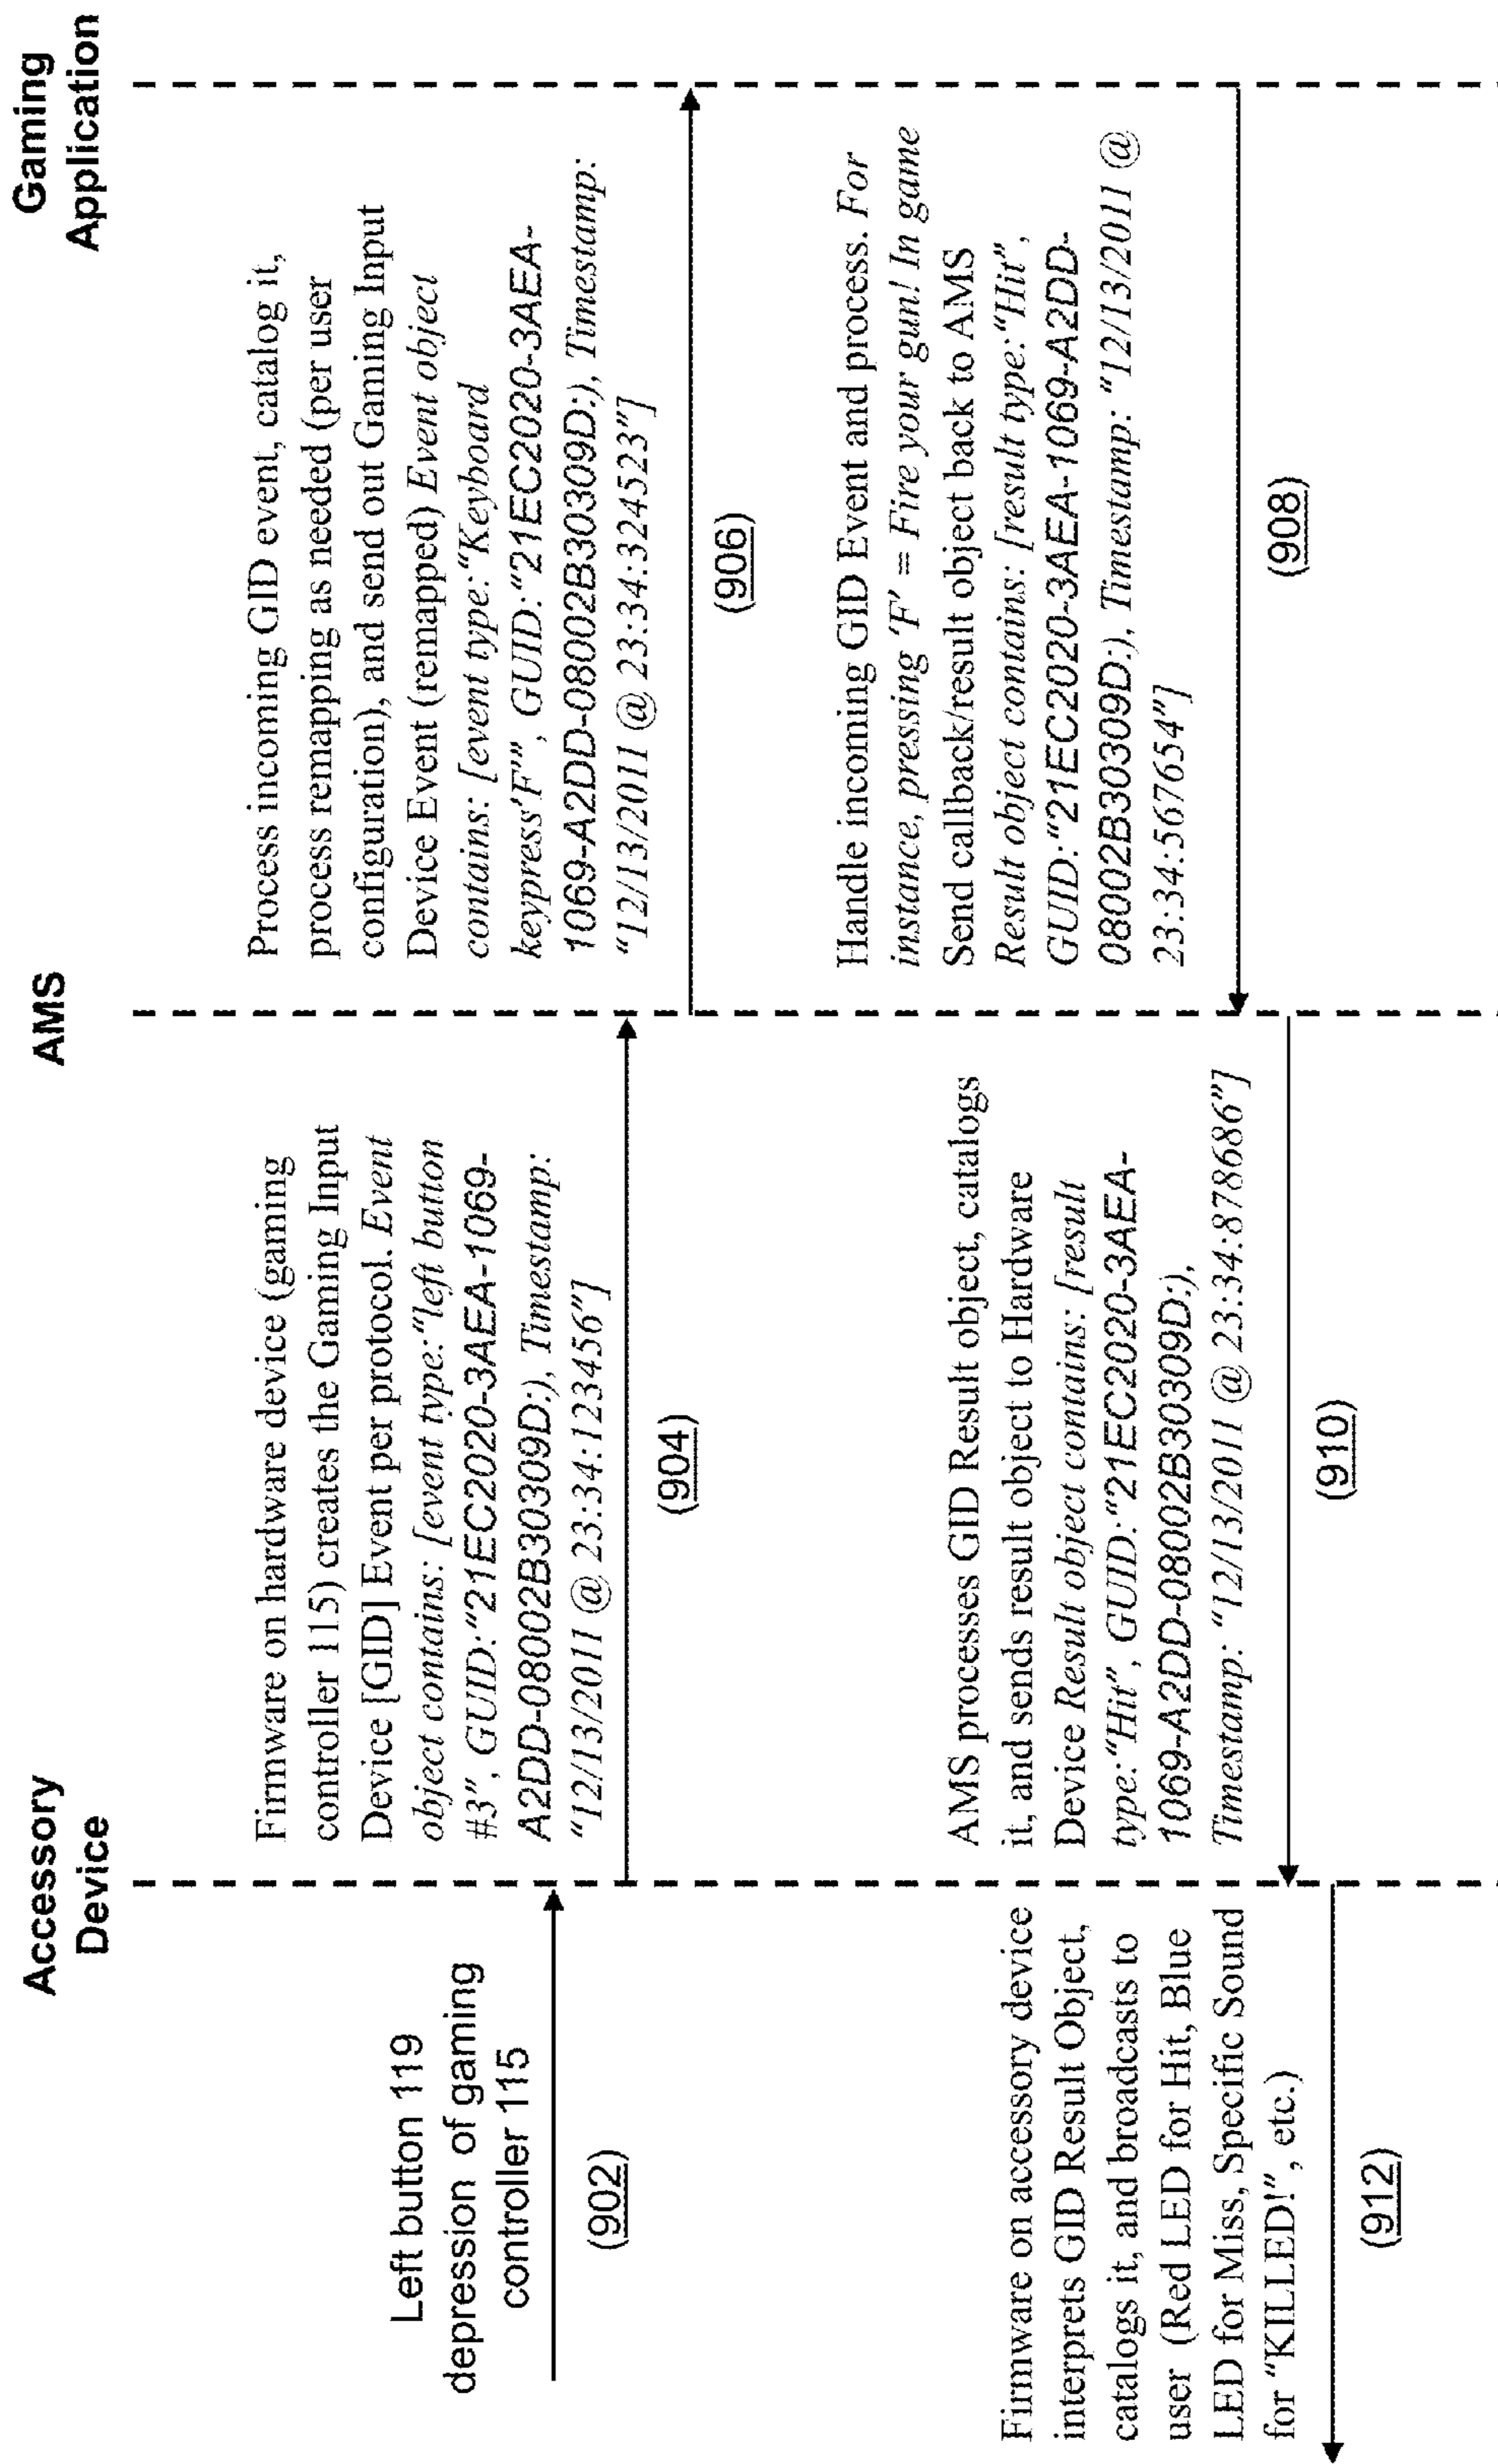 Accessory
Device
AMS
Gaming
Application
Left button 119
depression of gaming
controller 115
(902)
Firmware on hardware device (gaming
controller 115) creates the Gaming Input
Device [GID] Event per protocol. Event
object contains: [event type:"left button
#3", GUID:"21EC2020-3AEA-1069-
A2DD-08002B30309D:), Timestamp:
"12/13/2011 @ 23:34:123456"]
(904)
Process incoming GID event, catalog it,
process remapping as needed (per user
configuration), and send out Gaming Input
Device Event (remapped) Event object
contains: [event type:"Keyboard
keypress'F'", GUID:"21EC2020-3AEA-
1069-A2DD-08002B30309D:), Timestamp:
"12/13/2011 @ 23:34:324523"]
(906)
Handle incoming GID Event and process. For
instance, pressing 'F' = Fire your gun! In game
Send callback/result object back to AMS
Result object contains: [result type:"Hit",
GUID:"21EC2020-3AEA-1069-A2DD-
08002B30309D:), Timestamp: "12/13/2011 @
23:34:567654"]
(908)
AMS processes GID Result object, catalogs
it, and sends result object to Hardware
Device Result object contains: [result
type:"Hit", GUID:"21EC2020-3AEA-
1069-A2DD-08002B30309D:),
Timestamp: "12/13/2011 @ 23:34:878686"]
(910)
Firmware on accessory device
interprets GID Result Object,
catalogs it, and broadcasts to
user (Red LED for Hit, Blue
LED for Miss, Specific Sound
for "KILLED!", etc.)
(912)